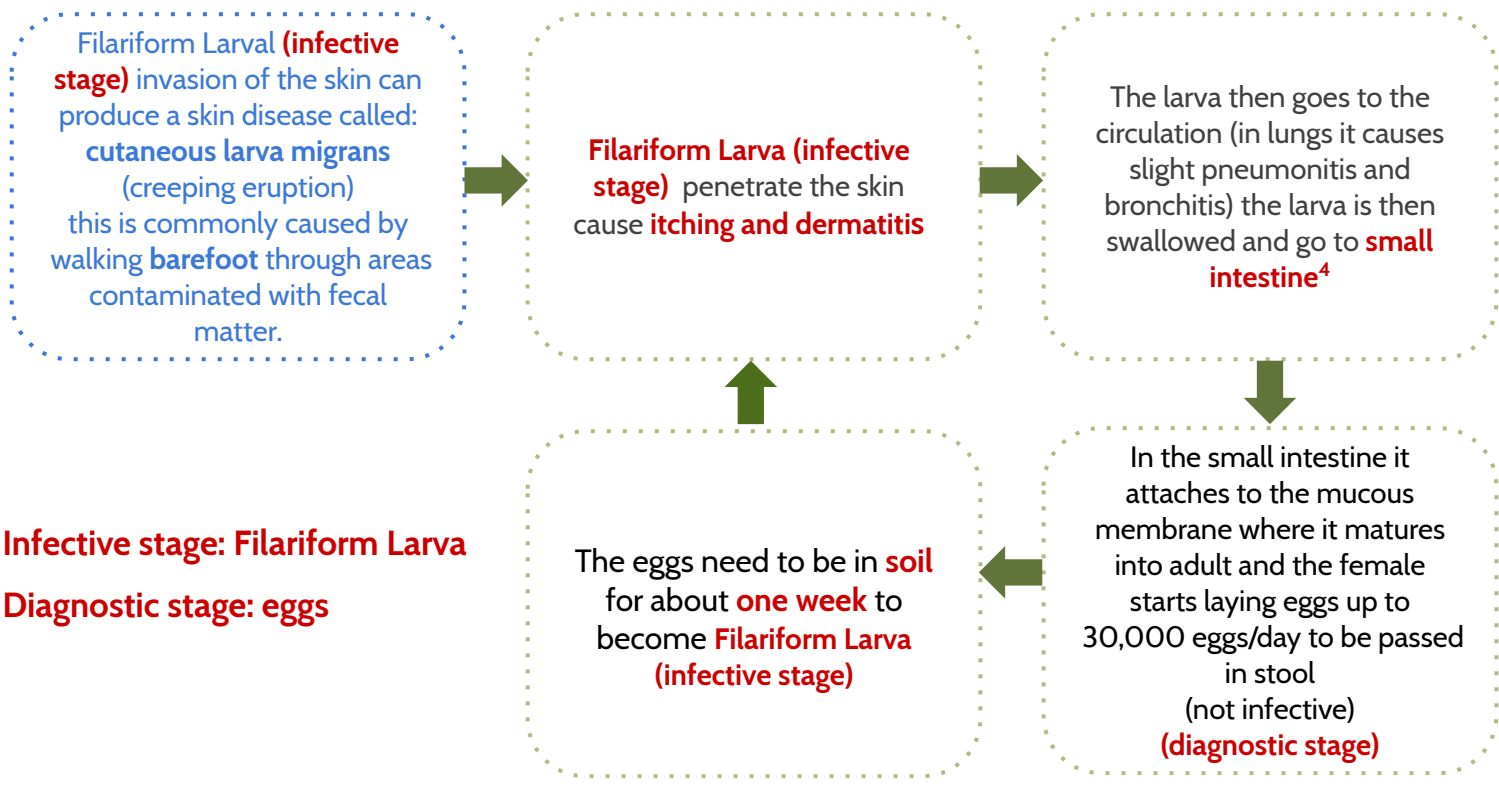 Filariform Larval (infective
stage) invasion of the skin can
produce a skin disease called:
cutaneous larva migrans
(creeping eruption)
this is commonly caused by
walking barefoot through areas
contaminated with fecal
matter.
Filariform Larva (infective
stage) penetrate the skin
cause itching and dermatitis
The larva then goes to the
circulation (in lungs it causes
slight pneumonitis and
bronchitis) the larva is then
swallowed and go to small
intestine⁴
In the small intestine it
attaches to the mucous
membrane where it matures
into adult and the female
starts laying eggs up to
30,000 eggs/day to be passed
in stool
(not infective)
(diagnostic stage)
The eggs need to be in soil
for about one week to
become Filariform Larva
(infective stage)
Infective stage: Filariform Larva
Diagnostic stage: eggs